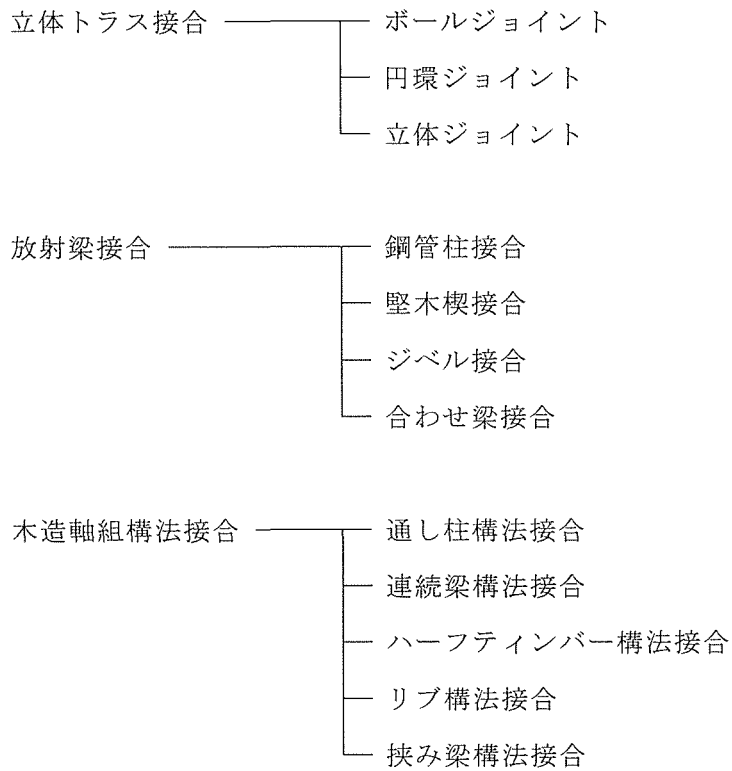 立体トラス接合 ボールジョイント
円環ジョイント
立体ジョイント
放射梁接合 鋼管柱接合
堅木楔接合
ジベル接合
合わせ梁接合
木造軸組構法接合 通し柱構法接合
連続梁構法接合
ハーフティンバー構法接合
リブ構法接合
挟み梁構法接合